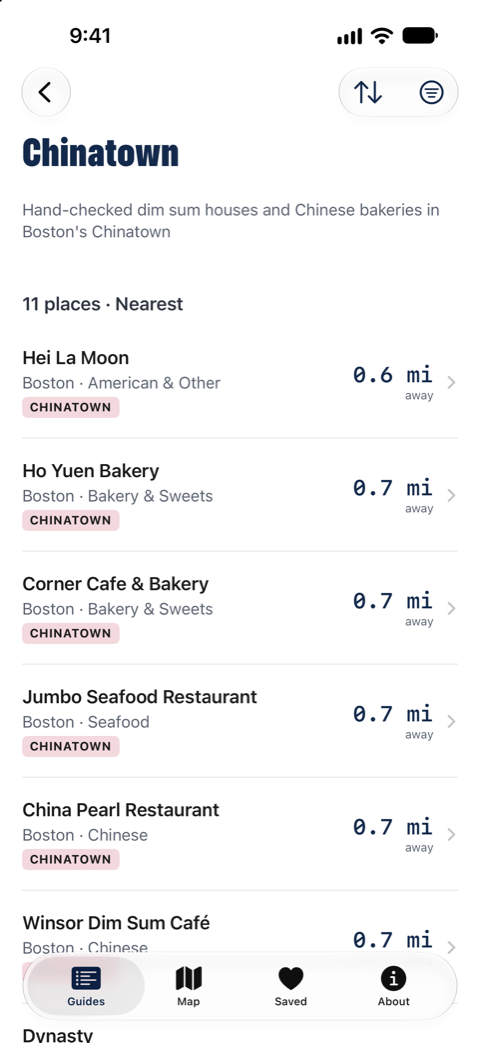 9:41
Chinatown
Hand-checked dim sum houses and Chinese bakeries in
Boston's Chinatown
11 places · Nearest
Hei La Moon
Boston · American & Other
CHINATOWN
0.6 mi
away
Ho Yuen Bakery
Boston · Bakery & Sweets
CHINATOWN
0.7 mi
away
Corner Cafe & Bakery
Boston · Bakery & Sweets
CHINATOWN
0.7 mi
away
Jumbo Seafood Restaurant
Boston · Seafood
CHINATOWN
0.7 mi
away
China Pearl Restaurant
Boston · Chinese
CHINATOWN
0.7 mi
away
Winsor Dim Sum Café
Boston · Chinese
0.7 mi
Guides
Map
Saved
About
Dynasty